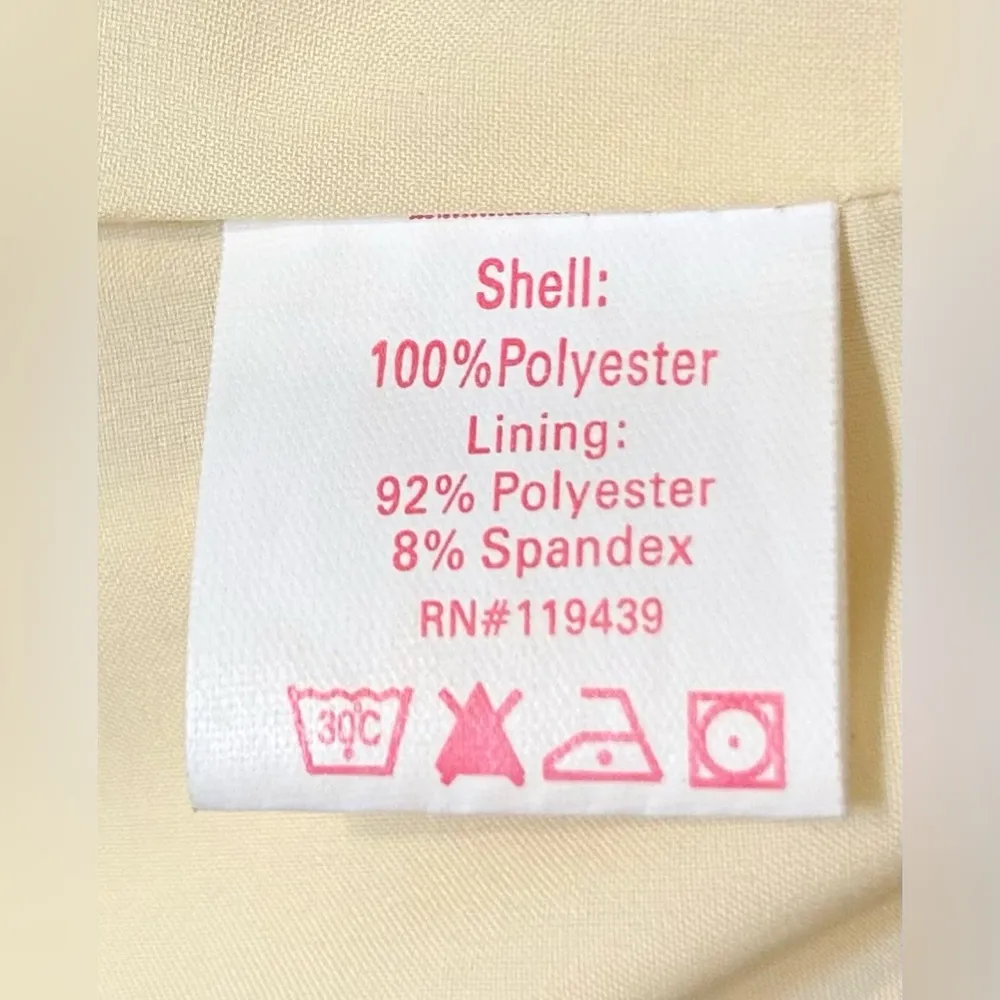 Shell:
100%Polyester
Lining:
92% Polyester
8% Spandex
RN#119439
30°C